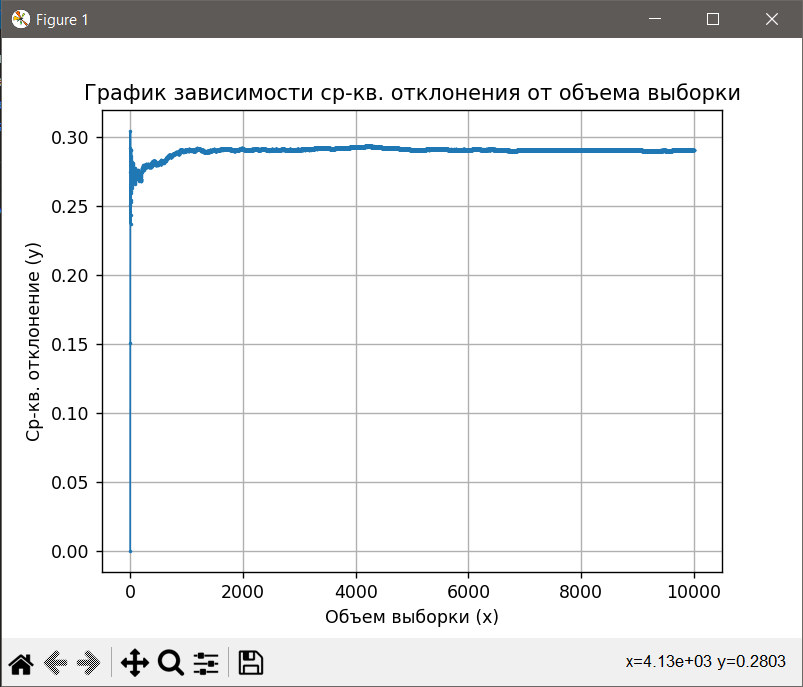 Figure 1
График зависимости ср-кв. отклонения от объема выборки
0.30
0.25
0.20
0.15
0.10
0.05
0.00
Ср-кв. отклонение (y)
0 2000 4000 6000 8000 10000
Объем выборки (x)
x=4.13e+03 y=0.2803